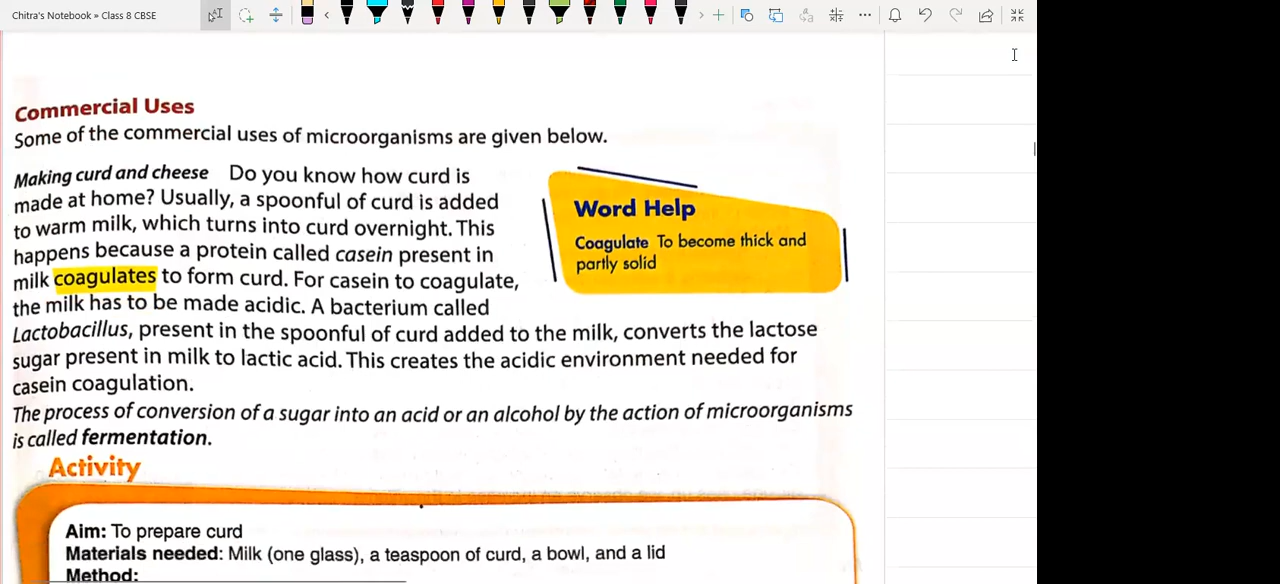 Chitra's Notebook » Class 8 CBSE
Commercial Uses
Some of the commercial uses of microorganisms are given below.
Making curd and cheese Do you know how curd is
made at home? Usually, a spoonful of curd is added
to warm milk, which turns into curd overnight. This
happens because a protein called casein present in
milk coagulates to form curd. For casein to coagulate,
the milk has to be made acidic. A bacterium called
Lactobacillus, present in the spoonful of curd added to the milk, converts the lactose
sugar present in milk to lactic acid. This creates the acidic environment needed for
casein coagulation.
The process of conversion of a sugar into an acid or an alcohol by the action of microorganisms
is called fermentation.
Word Help
Coagulate To become thick and
partly solid
Activity
Aim: To prepare curd
Materials needed: Milk (one glass), a teaspoon of curd, a bowl, and a lid
Method: